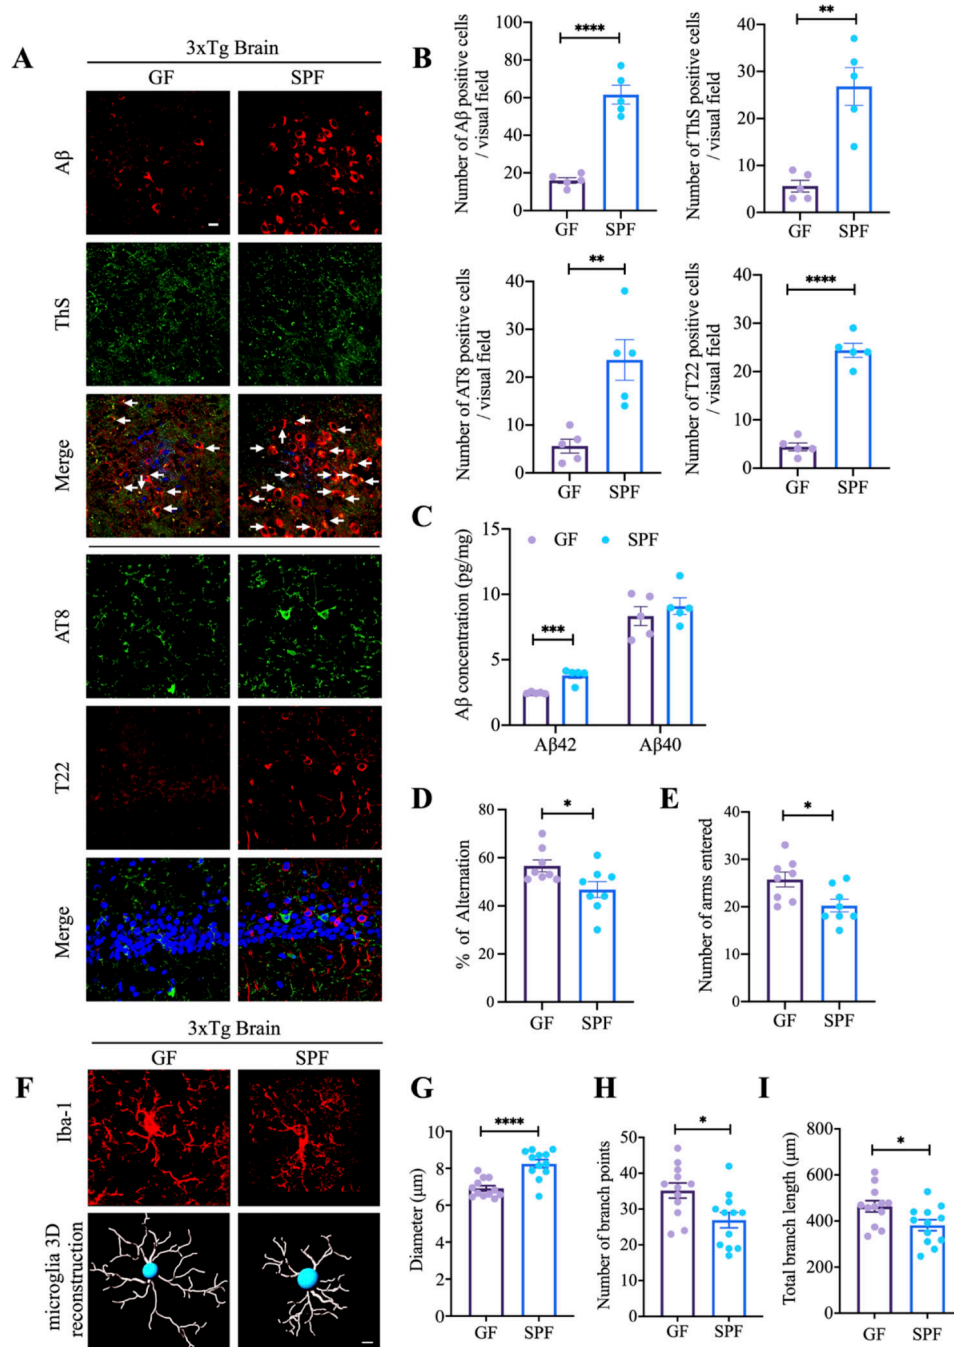 A
3xTg Brain
GF SPF
Aβ
ThS
Merge
AT8
T22
Merge
B
Number of Aβ positive cells
/ visual field
100
80
60
40
20
0
****
GF SPF
Number of ThS positive cells
/ visual field
40
30
20
10
0
**
GF SPF
Number of AT8 positive cells
/ visual field
40
30
20
10
0
**
GF SPF
Number of T22 positive cells
/ visual field
40
30
20
10
0
****
GF SPF
C
GF SPF
Aβ concentration (pg/mg)
15
10
5
0
***
Aβ42 Aβ40
D
% of Alternation
80
60
40
20
0
*
GF SPF
E
Number of arms entered
40
30
20
10
0
*
GF SPF
F
3xTg Brain
GF SPF
Iba-1
microglia 3D
reconstruction
G
Diameter (μm)
10
8
6
4
2
0
****
GF SPF
H
Number of branch points
50
40
30
20
10
0
*
GF SPF
I
Total branch length (μm)
800
600
400
200
0
*
GF SPF